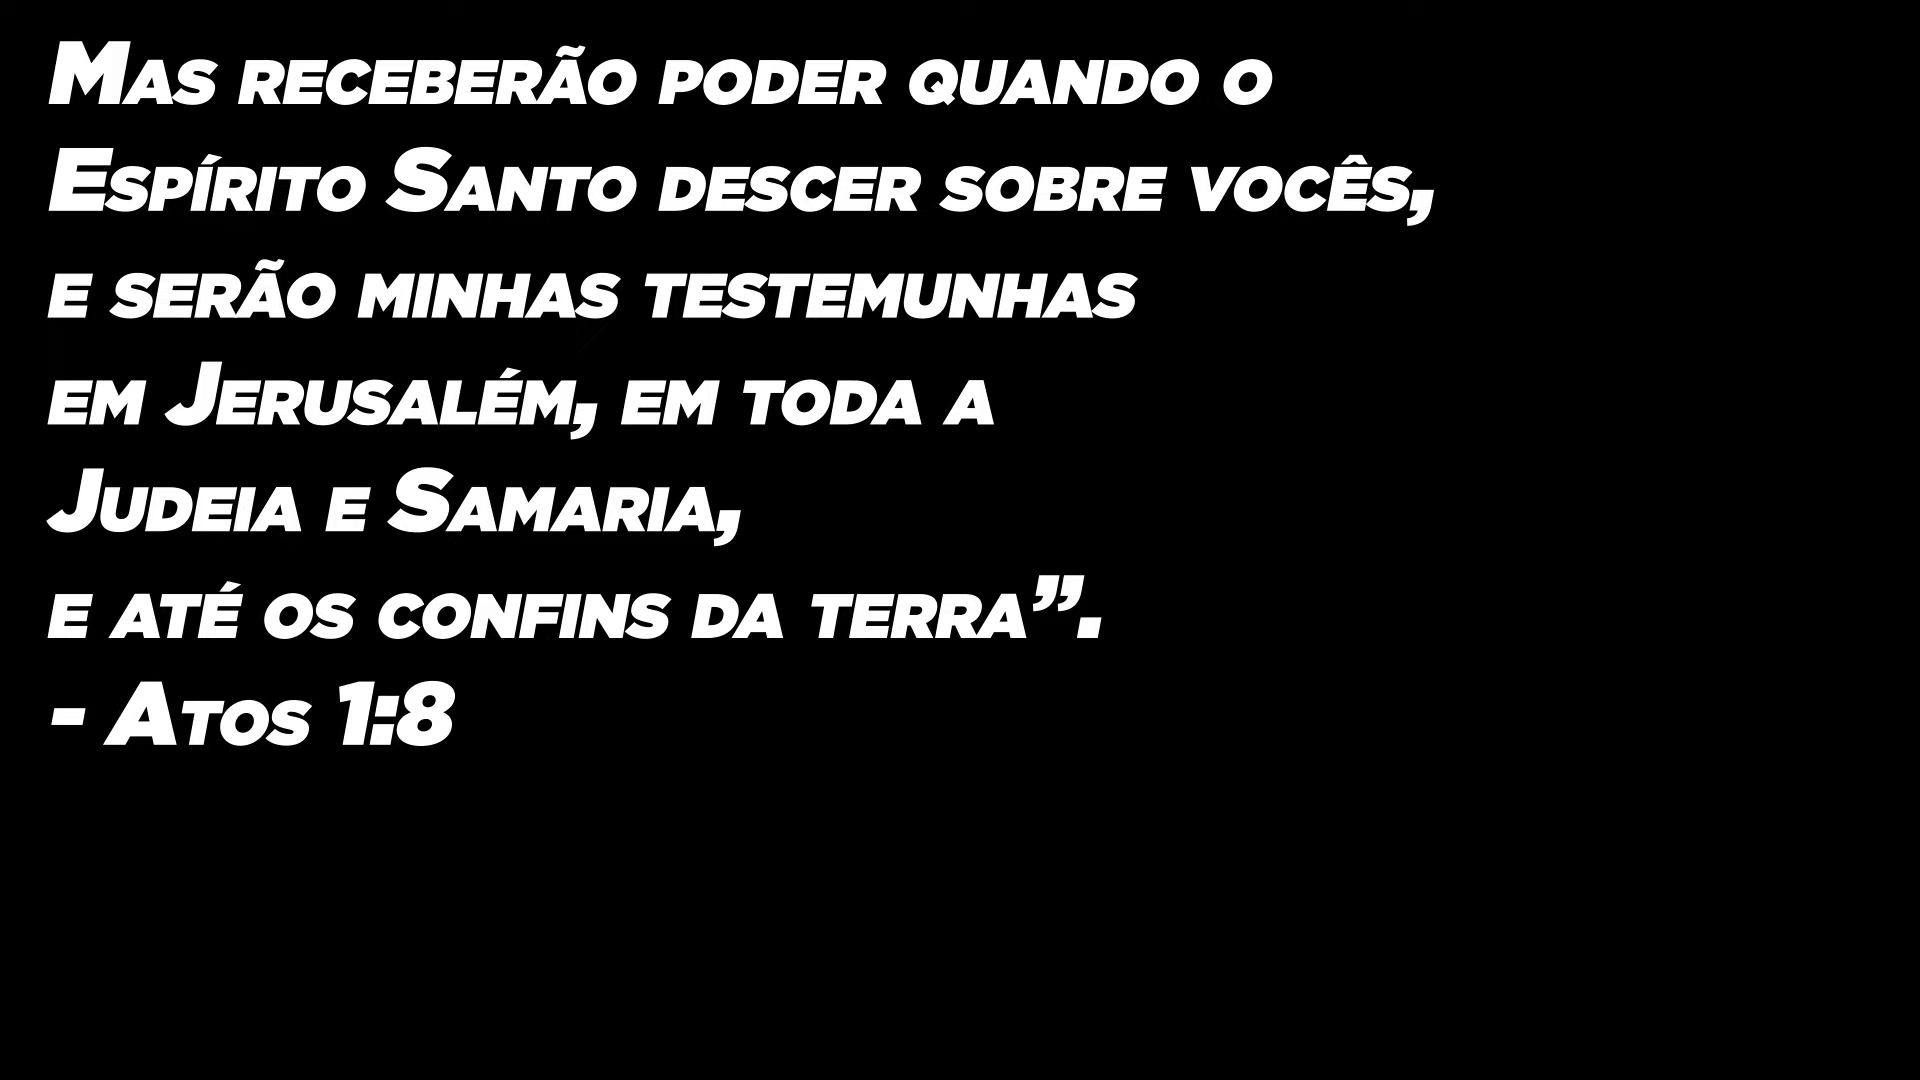 Mas receberão poder quando o
Espírito Santo descer sobre vocês,
e serão minhas testemunhas
em Jerusalém, em toda a
Judeia e Samaria,
e até os confins da terra”.
- Atos 1:8